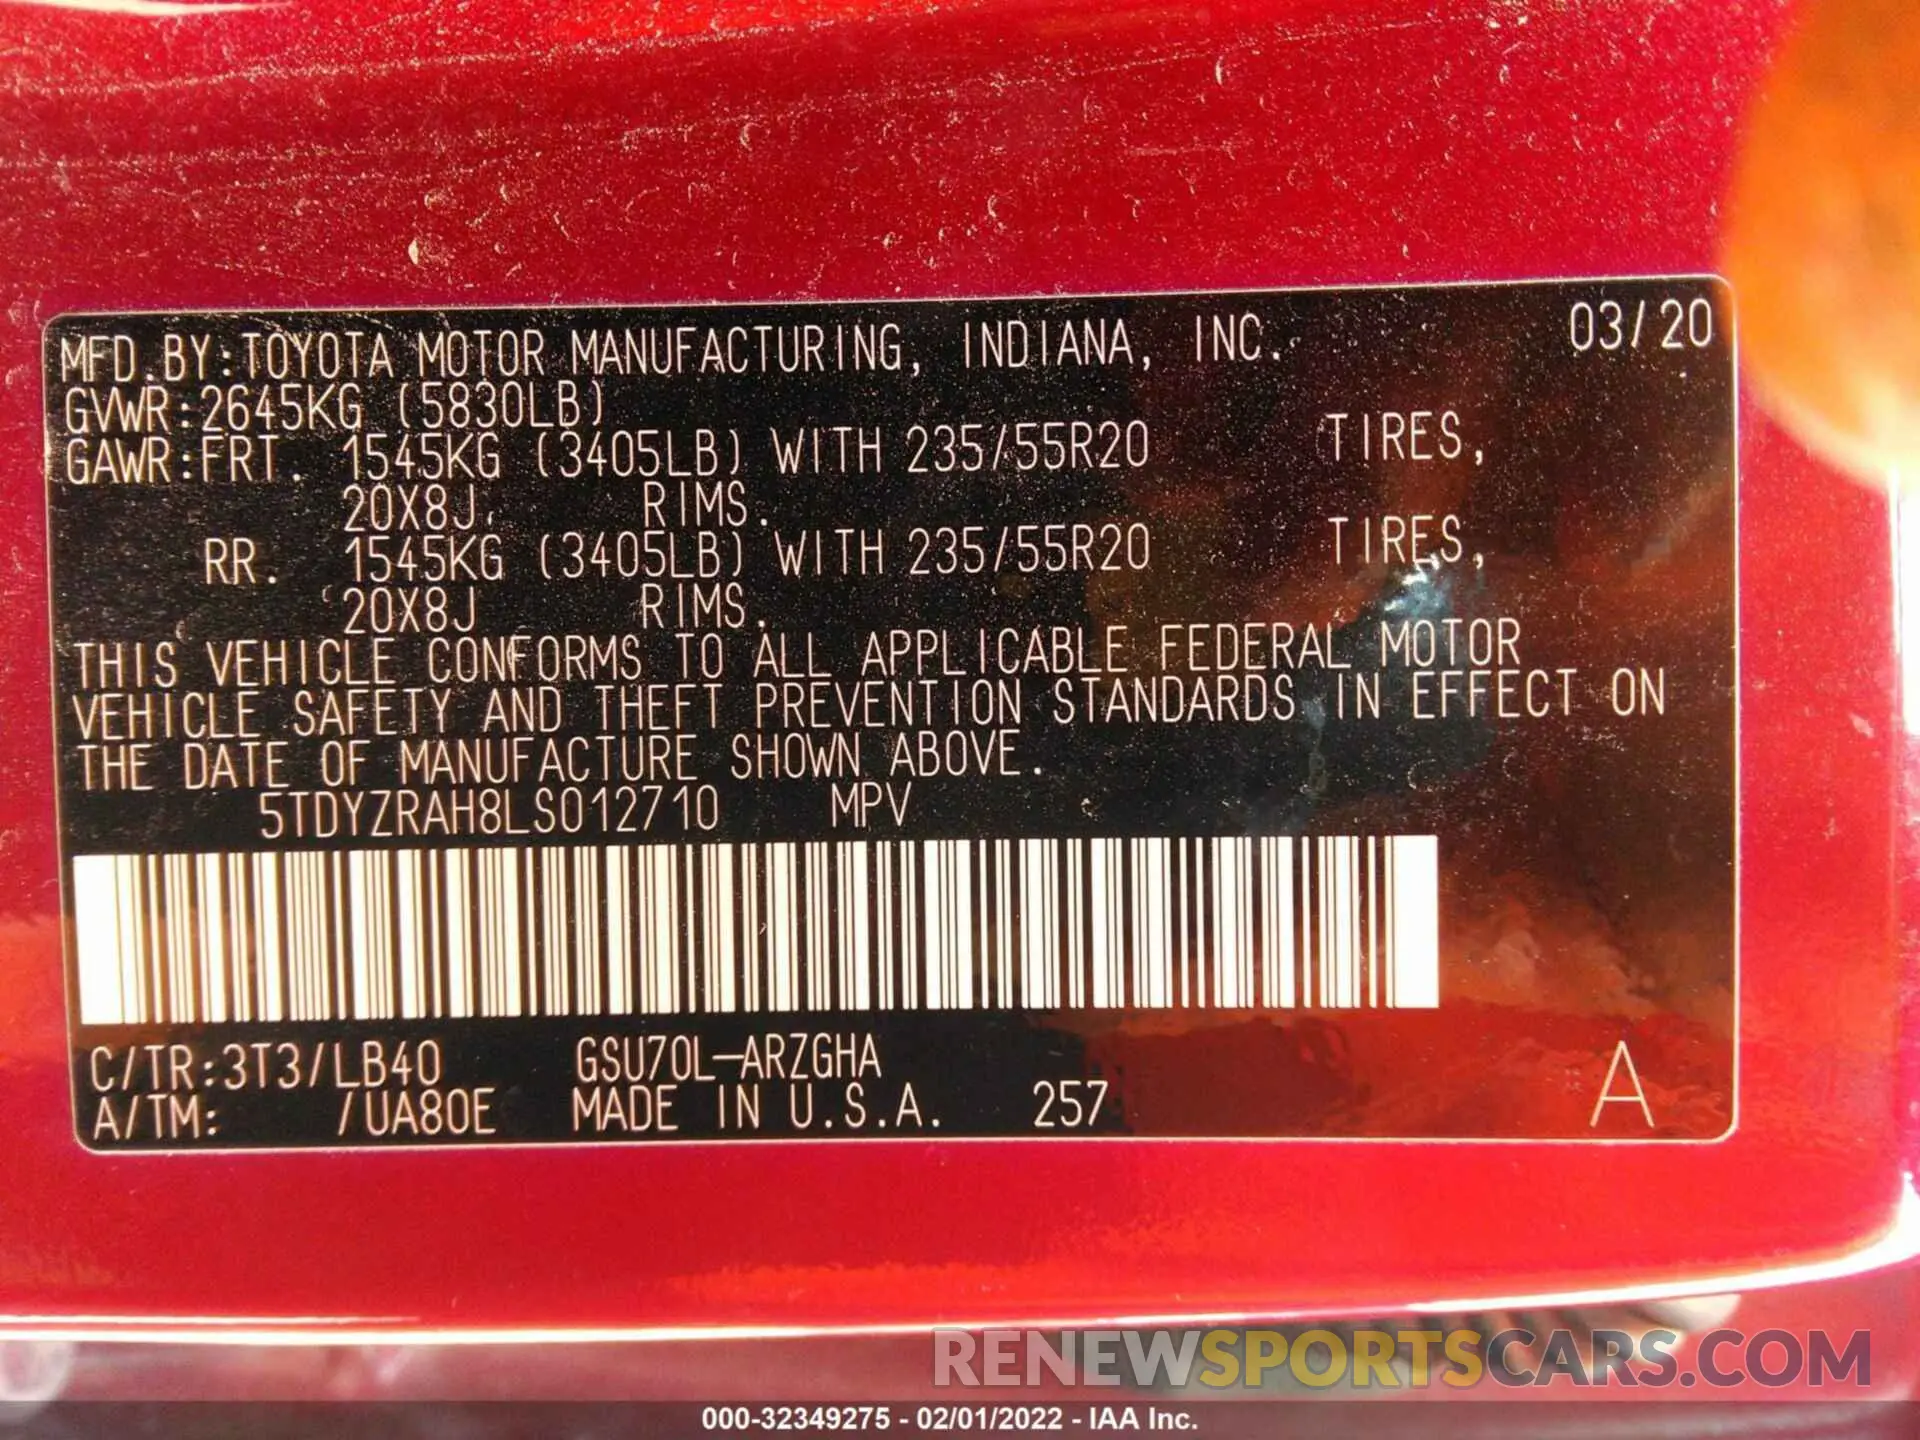 MFD.BY:TOYOTA MOTOR MANUFACTURING, INDIANA, INC. 03/20
GVWR:2645KG (5830LB)
GAWR:FRT. 1545KG (3405LB) WITH 235/55R20 TIRES,
20X8J RIMS.
RR. 1545KG (3405LB) WITH 235/55R20 TIRES,
20X8J RIMS.
THIS VEHICLE CONFORMS TO ALL APPLICABLE FEDERAL MOTOR
VEHICLE SAFETY AND THEFT PREVENTION STANDARDS IN EFFECT ON
THE DATE OF MANUFACTURE SHOWN ABOVE.
5TDYZRAH8LS012710 MPV
C/TR:3T3/LB40 GSU70L-ARZGHA
A/TM: /UA80E MADE IN U.S.A. 257 A
RENEWSPORTSCARS.COM
000-32349275 - 02/01/2022 - IAA Inc.